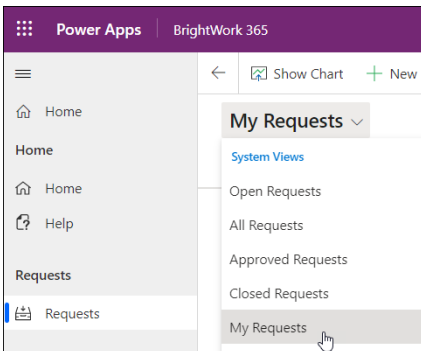 Power Apps BrightWork 365
Show Chart + New
Home
My Requests
Home
System Views
Home
Open Requests
Help
All Requests
Approved Requests
Requests
Closed Requests
Requests
My Requests